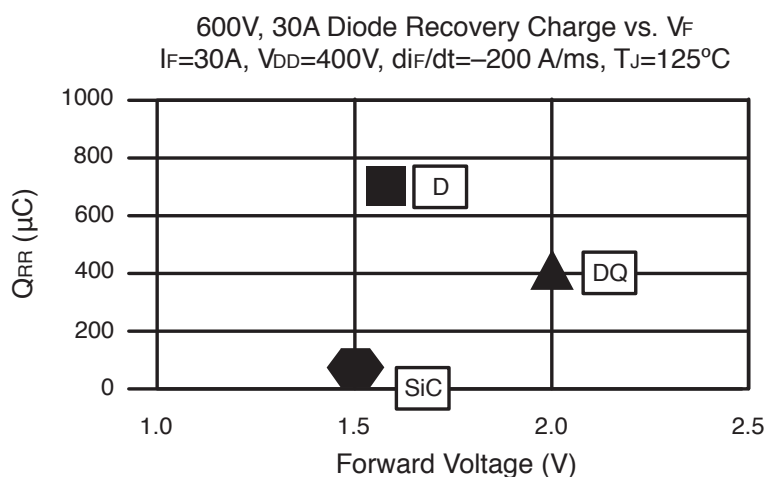 600V, 30A Diode Recovery Charge vs. VF
IF=30A, VDD=400V, diF/dt=–200 A/ms, TJ=125ºC
1000
800
600
400
200
0
QRR (µC)
D
DQ
SiC
1.0
1.5
2.0
2.5
Forward Voltage (V)